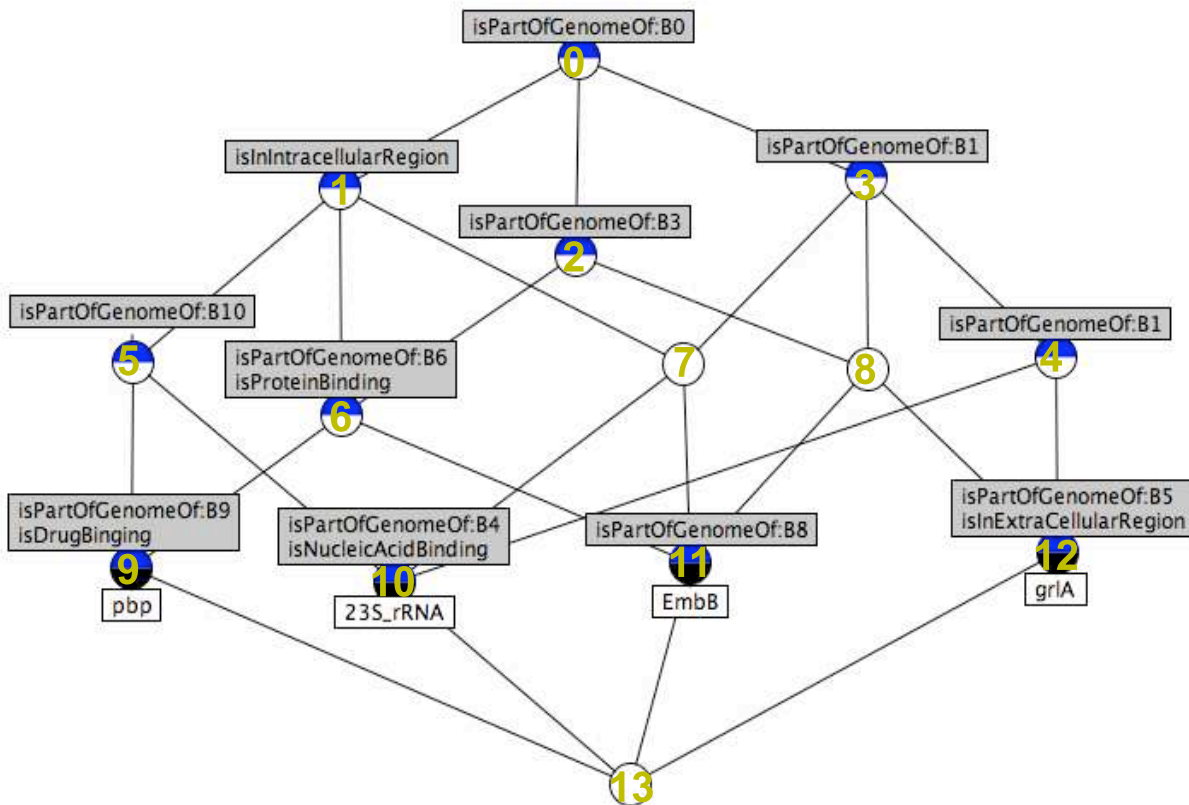 isPartOfGenomeOf:B0
0
isInIntracellularRegion
isPartOfGenomeOf:B1
1
3
isPartOfGenomeOf:B3
2
isPartOfGenomeOf:B10
isPartOfGenomeOf:B1
5
isPartOfGenomeOf:B6
isProteinBinding
7
8
4
6
isPartOfGenomeOf:B9
isDrugBinging
isPartOfGenomeOf:B4
isNucleicAcidBinding
isPartOfGenomeOf:B8
isPartOfGenomeOf:B5
isInExtraCellularRegion
9
10
11
12
pbp
23S_rRNA
EmbB
grlA
13